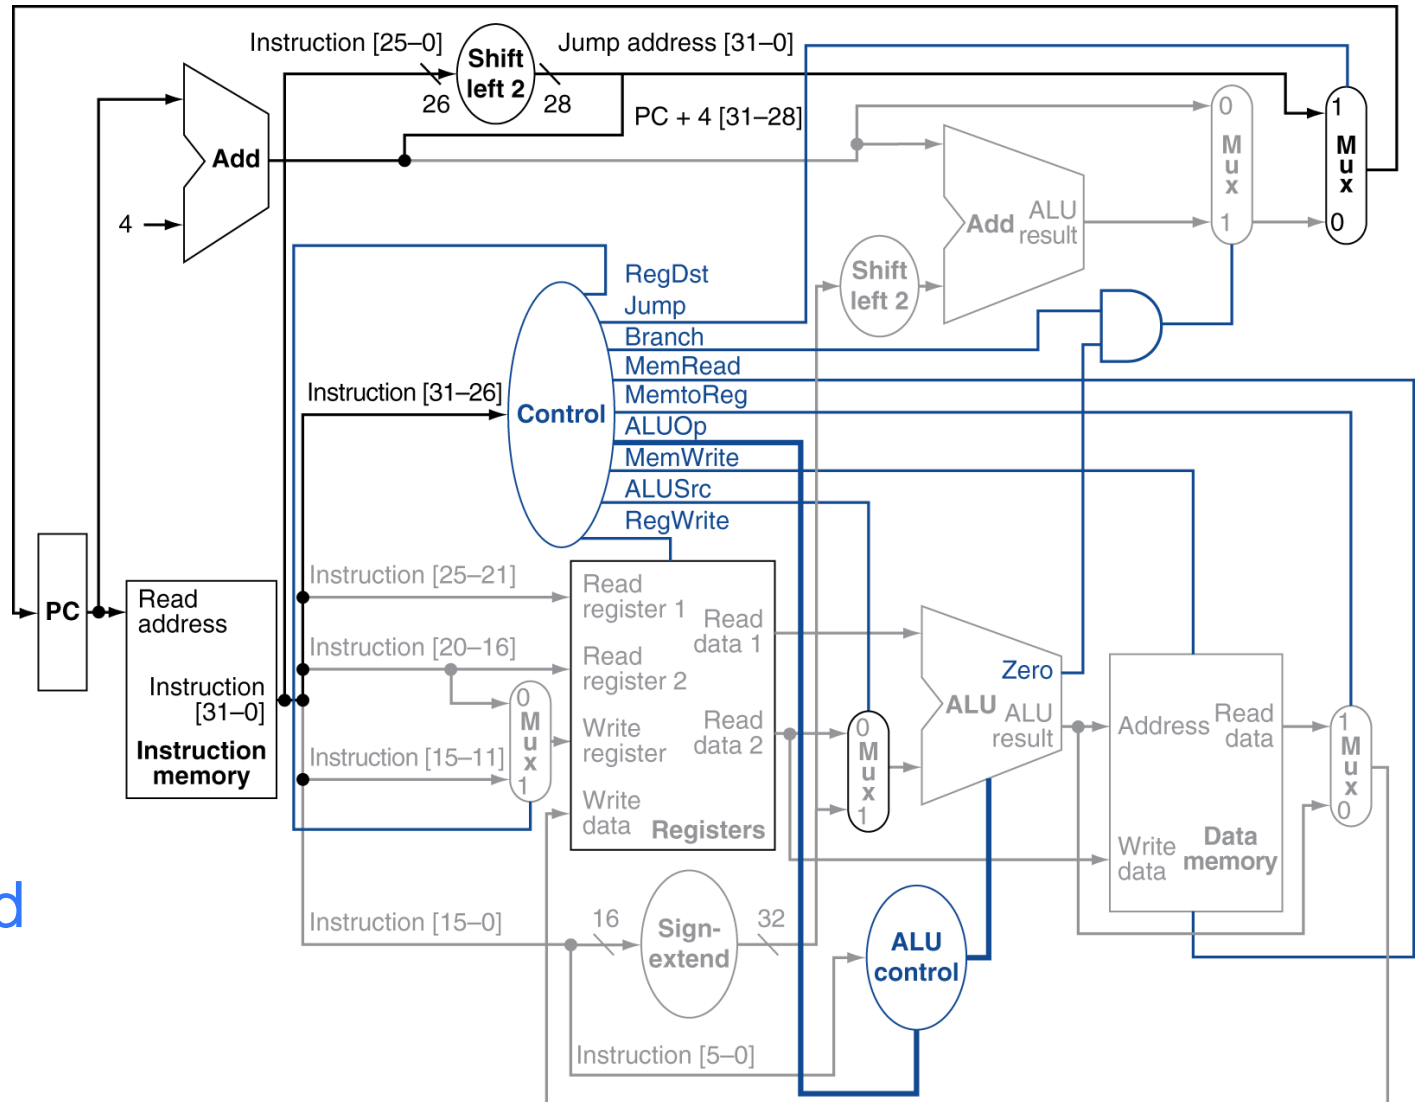 Instruction [25–0]
Shift
left 2
Jump address [31–0]
26
28
PC + 4 [31–28]
Add
4
0
M
u
x
1
1
M
u
x
0
Add
ALU
result
Shift
left 2
RegDst
Jump
Branch
MemRead
MemtoReg
ALUOp
MemWrite
ALUSrc
RegWrite
Instruction [31–26]
Control
PC
Read
address
Instruction
[31–0]
Instruction
memory
Instruction [25–21]
Instruction [20–16]
Instruction [15–11]
0
M
u
x
1
Read
register 1
Read
register 2
Write
register
Write
data
Read
data 1
Read
data 2
Registers
0
M
u
x
1
Zero
ALU
ALU
result
Address
Read
data
Write
data
Data
memory
1
M
u
x
0
d
Instruction [15–0]
16
Sign-
extend
32
ALU
control
Instruction [5–0]